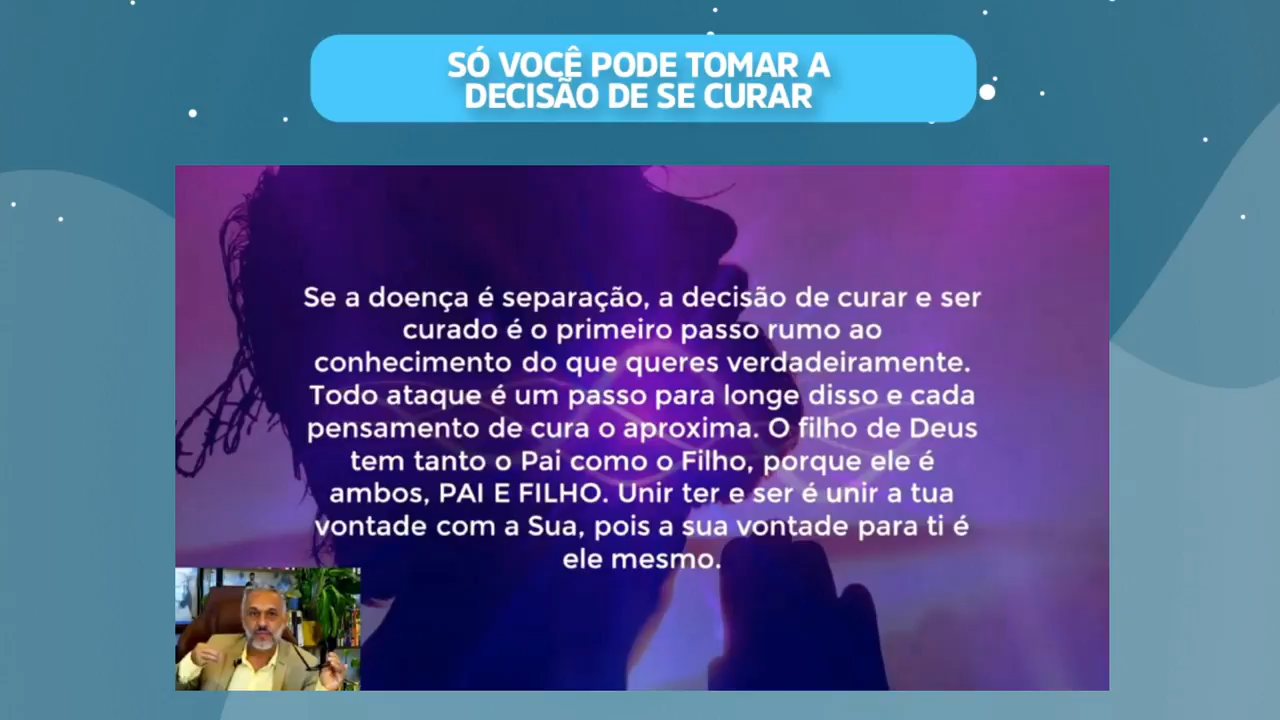 SÓ VOCÊ PODE TOMAR A
DECISÃO DE SE CURAR
Se a doença é separação, a decisão de curar e ser
curado é o primeiro passo rumo ao
conhecimento do que queres verdadeiramente.
Todo ataque é um passo para longe disso e cada
pensamento de cura o aproxima. O filho de Deus
tem tanto o Pai como o Filho, porque ele é
ambos, PAI E FILHO. Unir ter e ser é unir a tua
vontade com a Sua, pois a sua vontade para ti é
ele mesmo.